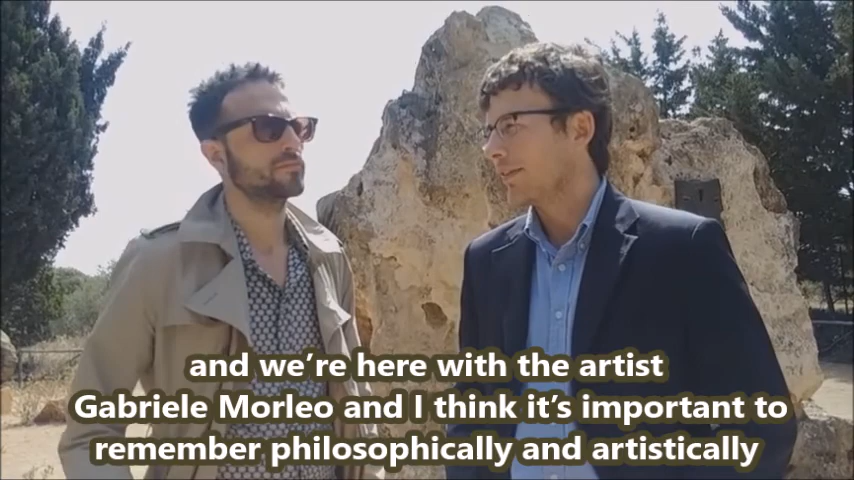 and we’re here with the artist
Gabriele Morleo and I think it’s important to
remember philosophically and artistically